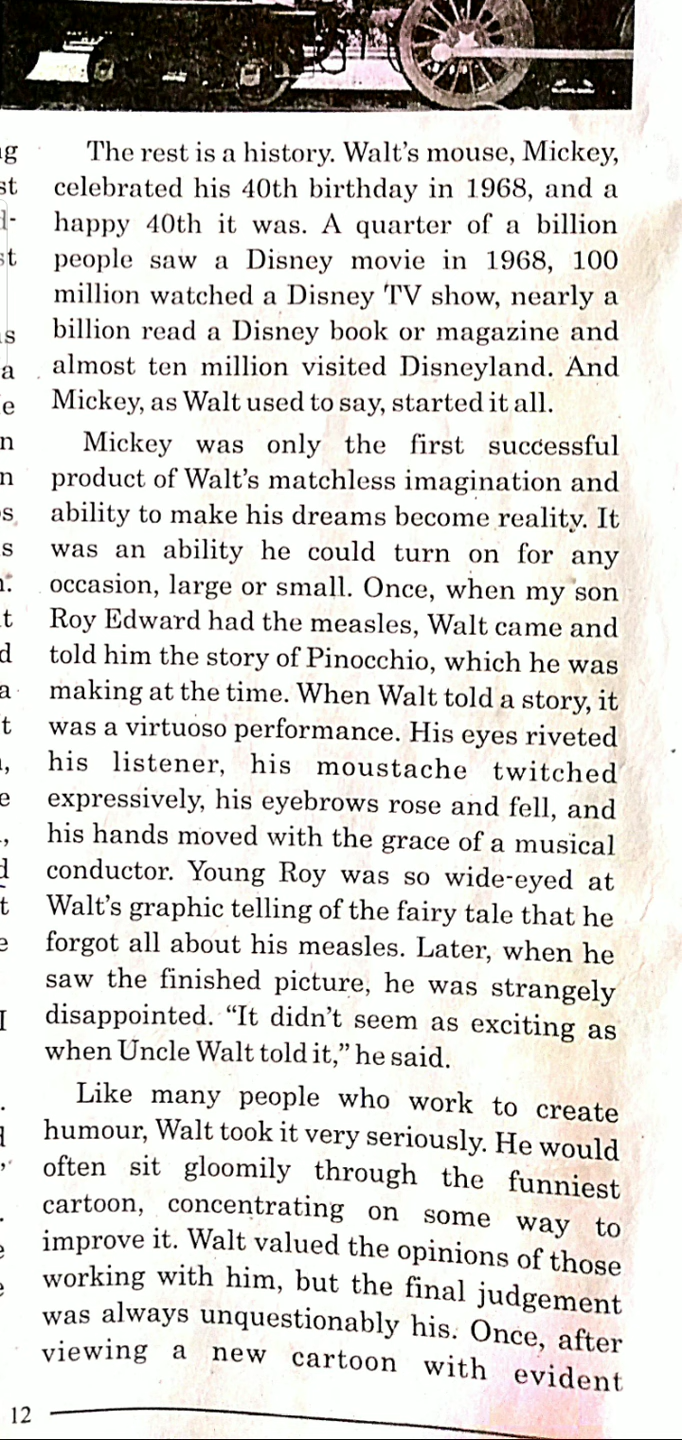 The rest is a history. Walt's mouse, Mickey,
celebrated his 40th birthday in 1968, and a
happy 40th it was. A quarter of a billion
people saw a Disney movie in 1968, 100
million watched a Disney TV show, nearly a
billion read a Disney book or magazine and
almost ten million visited Disneyland. And
Mickey, as Walt used to say, started it all.
Mickey was only the first successful
product of Walt's matchless imagination and
ability to make his dreams become reality. It
was an ability he could turn on for any
occasion, large or small. Once, when my son
Roy Edward had the measles, Walt came and
told him the story of Pinocchio, which he was
making at the time. When Walt told a story, it
was a virtuoso performance. His eyes riveted
his listener, his moustache twitched
expressively, his eyebrows rose and fell, and
his hands moved with the grace of a musical
conductor. Young Roy was so wide-eyed at
Walt's graphic telling of the fairy tale that he
forgot all about his measles. Later, when he
saw the finished picture, he was strangely
disappointed. “It didn't seem as exciting as
when Uncle Walt told it,” he said.
Like many people who work to create
humour, Walt took it very seriously. He would
often sit gloomily through the funniest
cartoon, concentrating on some way to
improve it. Walt valued the opinions of those
working with him, but the final judgement
was always unquestionably his. Once, after
viewing a new cartoon with evident
12